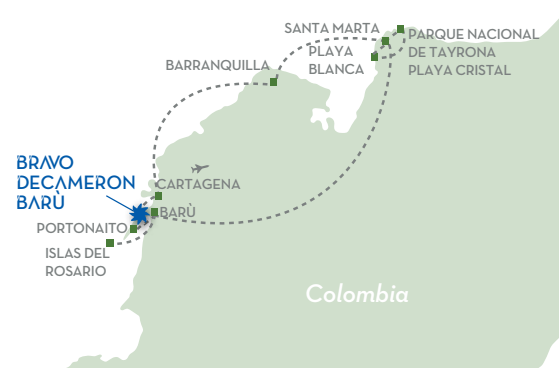 SANTA MARTA
PARQUE NACIONAL
DE TAYRONA
PLAYA CRISTAL
PLAYA
BLANCA
BARRANQUILLA
BRAVO
DECAMERON
BARÙ
CARTAGENA
BARÙ
PORTONAITO
ISLAS DEL
ROSARIO
Colombia